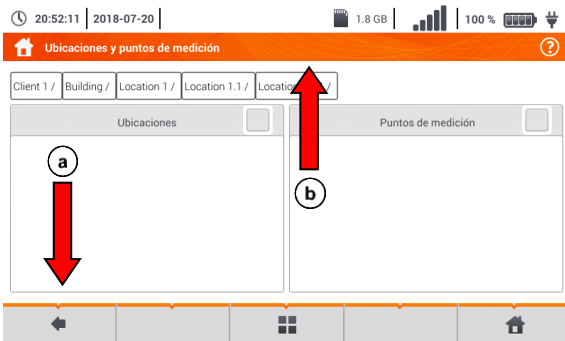 20:52:11 2018-07-20 1.8 GB 100 %
Ubicaciones y puntos de medición ?
Client 1 / Building / Location 1 / Location 1.1 / /
Ubicaciones Puntos de medición
a
b